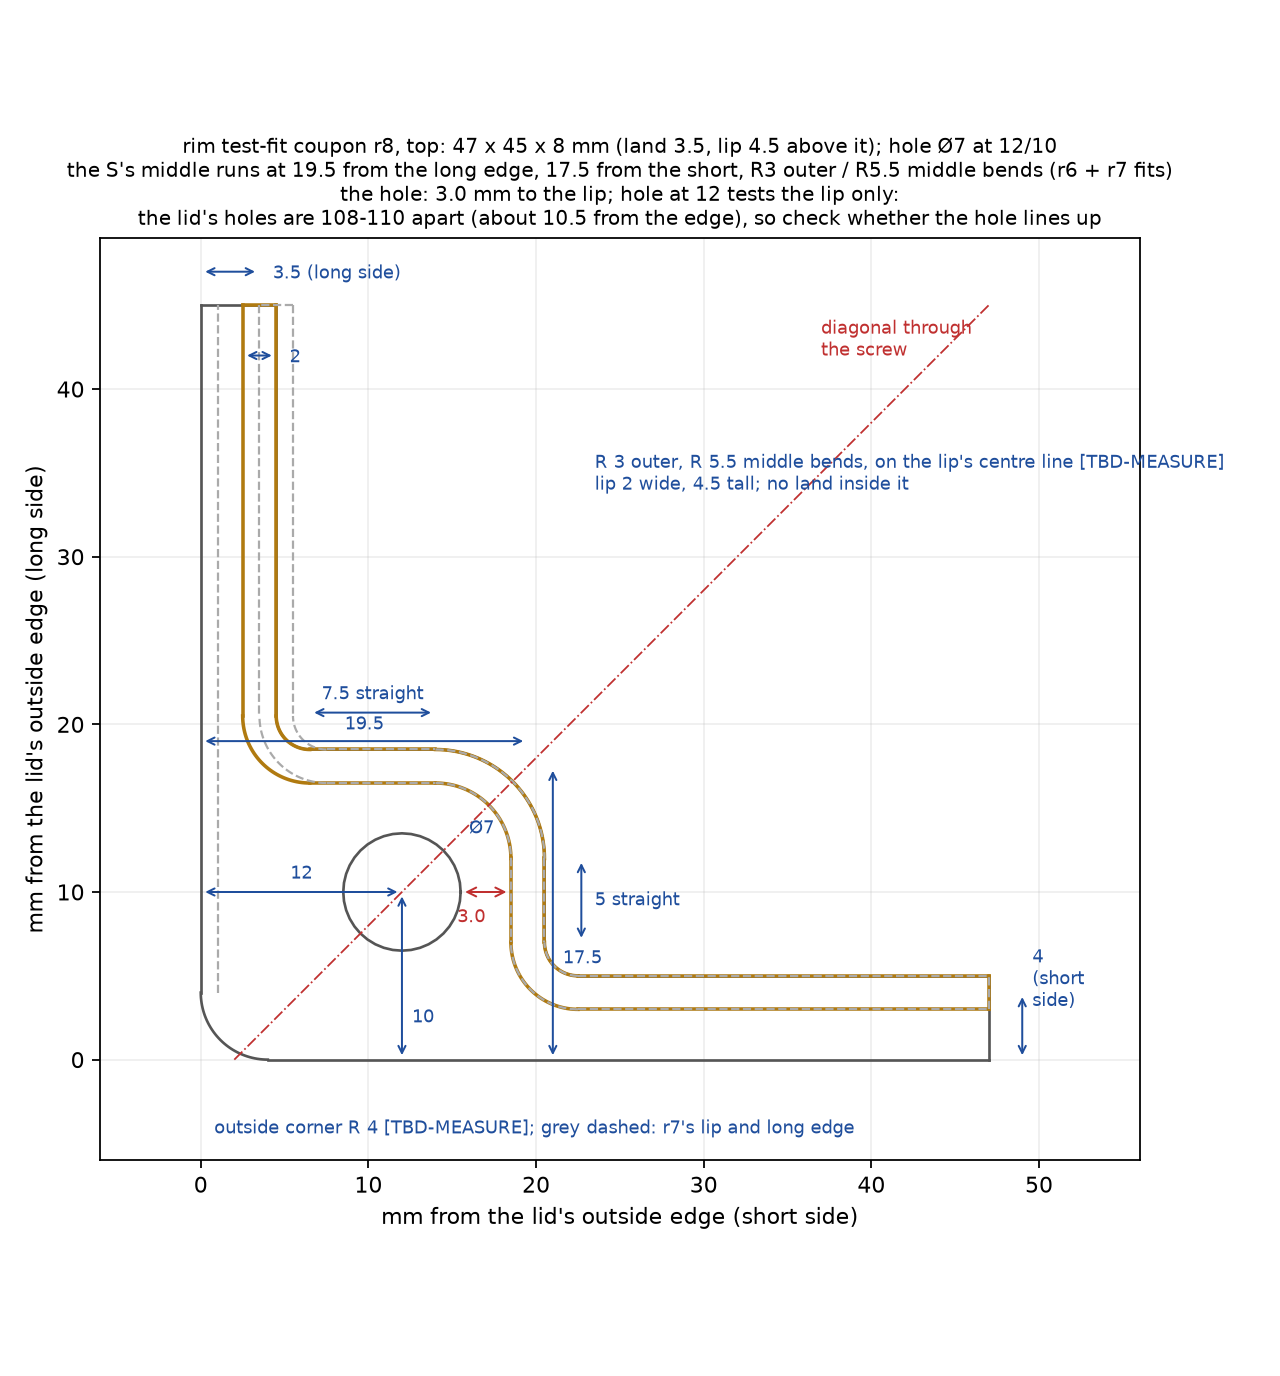 rim test-fit coupon r8, top: 47 x 45 x 8 mm (land 3.5, lip 4.5 above it); hole Ø7 at 12/10
the S's middle runs at 19.5 from the long edge, 17.5 from the short, R3 outer / R5.5 middle bends (r6 + r7 fits)
the hole: 3.0 mm to the lip; hole at 12 tests the lip only:
the lid's holes are 108-110 apart (about 10.5 from the edge), so check whether the hole lines up
3.5 (long side)
diagonal through
the screw
2
40
R 3 outer, R 5.5 middle bends, on the lip's centre line [TBD-MEASURE]
lip 2 wide, 4.5 tall; no land inside it
mm from the lid's outside edge (long side)
30
7.5 straight
19.5
20
Ø7
12
10
5 straight
3.0
17.5
4
(short
side)
10
0
outside corner R 4 [TBD-MEASURE]; grey dashed: r7's lip and long edge
0
10
20
30
40
50
mm from the lid's outside edge (short side)